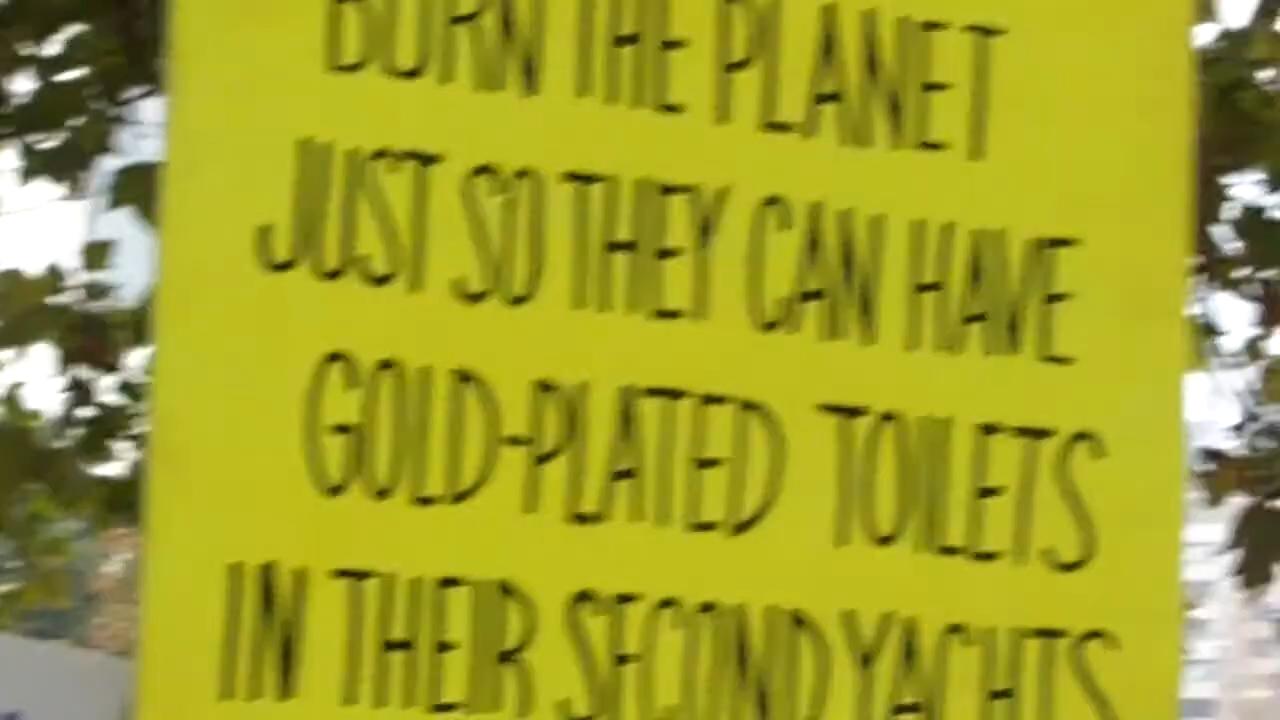 BURN THE PLANET
JUST SO THEY CAN HAVE
GOLD-PLATED TOILETS
IN THEIR SECOND YACHTS